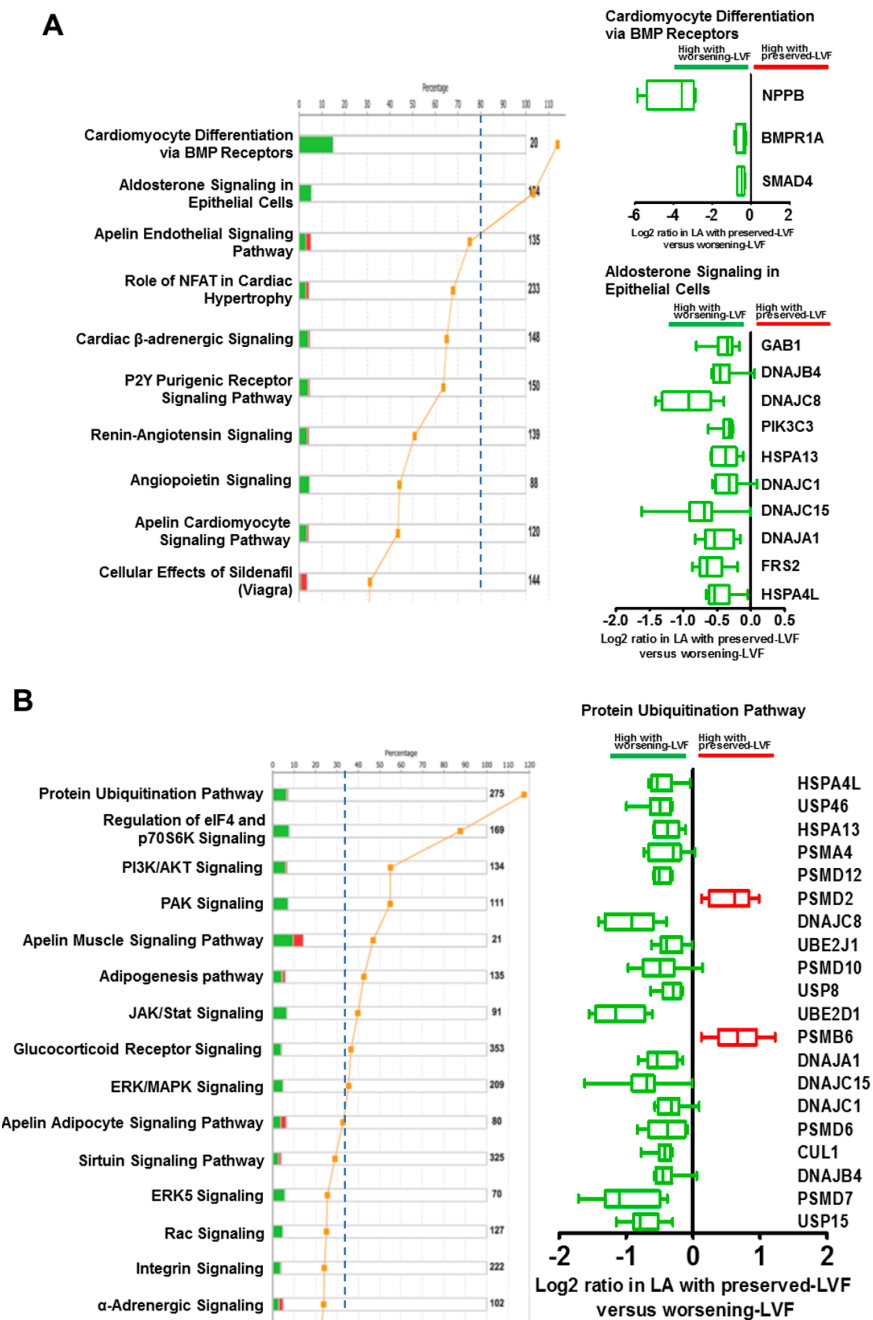 A
Percentage
0 10 20 30 40 50 60 70 80 90 100 110
Cardiomyocyte Differentiation
via BMP Receptors
20
Aldosterone Signaling in
Epithelial Cells
Apelin Endothelial Signaling
Pathway
135
Role of NFAT in Cardiac
Hypertrophy
233
Cardiac β-adrenergic Signaling
148
P2Y Purigenic Receptor
Signaling Pathway
150
Renin-Angiotensin Signaling
139
Angiopoietin Signaling
88
Apelin Cardiomyocyte
Signaling Pathway
120
Cellular Effects of Sildenafil
(Viagra)
144
Cardiomyocyte Differentiation
via BMP Receptors
High with
worsening-LVF
High with
preserved-LVF
NPPB
BMPR1A
SMAD4
-6 -4 -2 0 2
Log2 ratio in LA with preserved-LVF
versus worsening-LVF
Aldosterone Signaling in
Epithelial Cells
High with
worsening-LVF
High with
preserved-LVF
GAB1
DNAJB4
DNAJC8
PIK3C3
HSPA13
DNAJC1
DNAJC15
DNAJA1
FRS2
HSPA4L
-2.0 -1.5 -1.0 -0.5 0.0 0.5
Log2 ratio in LA with preserved-LVF
versus worsening-LVF
B
Percentage
0 10 20 30 40 50 60 70 80 90 100 110 120
Protein Ubiquitination Pathway
275
Regulation of eIF4 and
p70S6K Signaling
169
PI3K/AKT Signaling
134
PAK Signaling
111
Apelin Muscle Signaling Pathway
21
Adipogenesis pathway
135
JAK/Stat Signaling
91
Glucocorticoid Receptor Signaling
353
ERK/MAPK Signaling
209
Apelin Adipocyte Signaling Pathway
80
Sirtuin Signaling Pathway
325
ERK5 Signaling
70
Rac Signaling
127
Integrin Signaling
222
α-Adrenergic Signaling
102
Protein Ubiquitination Pathway
High with
worsening-LVF
High with
preserved-LVF
HSPA4L
USP46
HSPA13
PSMA4
PSMD12
PSMD2
DNAJC8
UBE2J1
PSMD10
USP8
UBE2D1
PSMB6
DNAJA1
DNAJC15
DNAJC1
PSMD6
CUL1
DNAJB4
PSMD7
USP15
-2 -1 0 1 2
Log2 ratio in LA with preserved-LVF
versus worsening-LVF